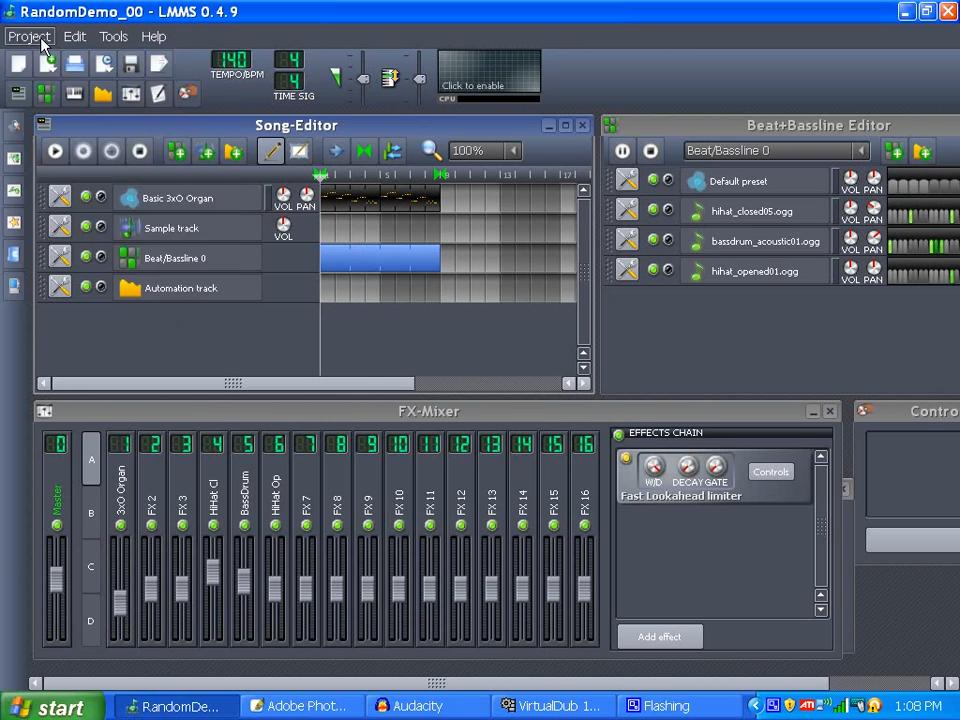 RandomDemo_00 - LMMS 0.4.9
Project Edit Tools Help
140
TEMPO/BPM
4
4
TIME SIG
Click to enable
CPU
Song-Editor
100%
5
13
17
Basic 3xO Organ
VOL PAN
Sample track
VOL
Beat/Bassline 0
Automation track
Beat+Bassline Editor
Beat/Bassline 0
Default preset
VOL PAN
hihat_closed05.ogg
VOL PAN
bassdrum_acoustic01.ogg
VOL PAN
hihat_opened01.ogg
VOL PAN
FX-Mixer
0 1 2 3 4 5 6 7 8 9 10 11 12 13 14 15 16
Master
3xO Organ
FX 2
FX 3
HiHat Cl
BassDrum
HiHat Op
FX 7
FX 8
FX 9
FX 10
FX 11
FX 12
FX 13
FX 14
FX 15
FX 16
A
B
C
D
EFFECTS CHAIN
W/D DECAY GATE
Controls
Fast Lookahead limiter
Add effect
Contro
start
RandomDe...
Adobe Phot...
Audacity
VirtualDub 1...
Flashing
1:08 PM